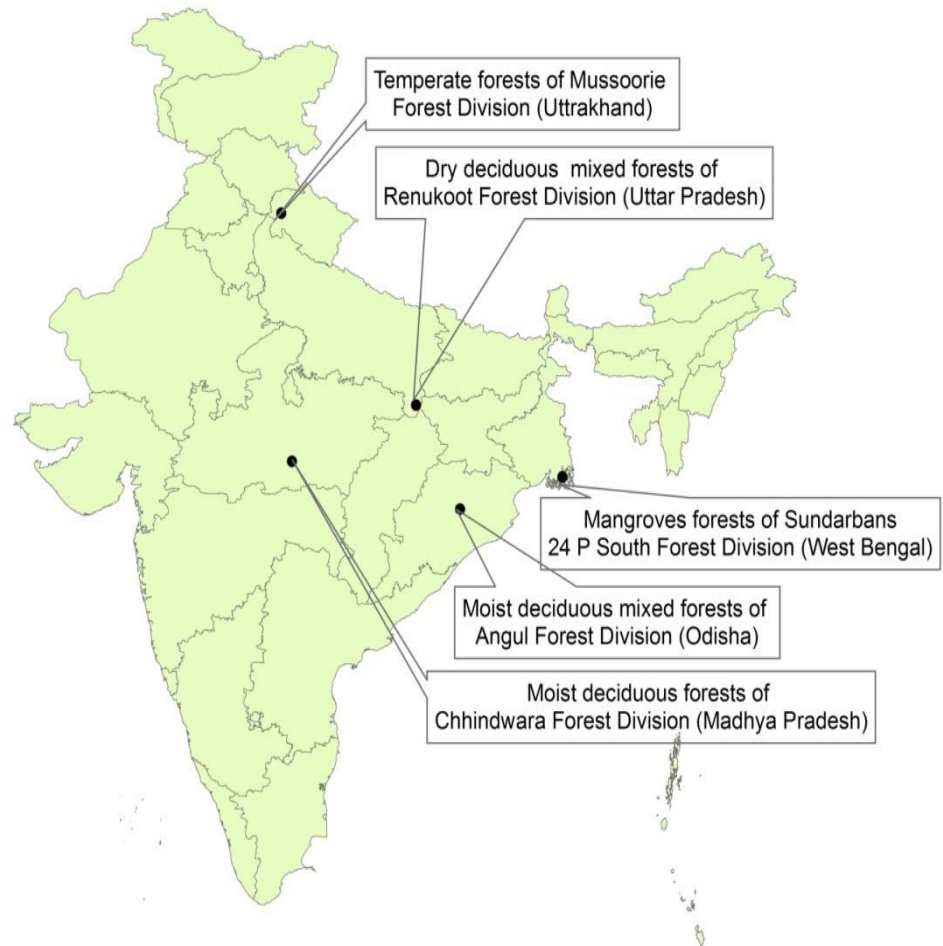 Temperate forests of Mussoorie
Forest Division (Uttrakhand)
Dry deciduous mixed forests of
Renukoot Forest Division (Uttar Pradesh)
Mangroves forests of Sundarbans
24 P South Forest Division (West Bengal)
Moist deciduous mixed forests of
Angul Forest Division (Odisha)
Moist deciduous forests of
Chhindwara Forest Division (Madhya Pradesh)